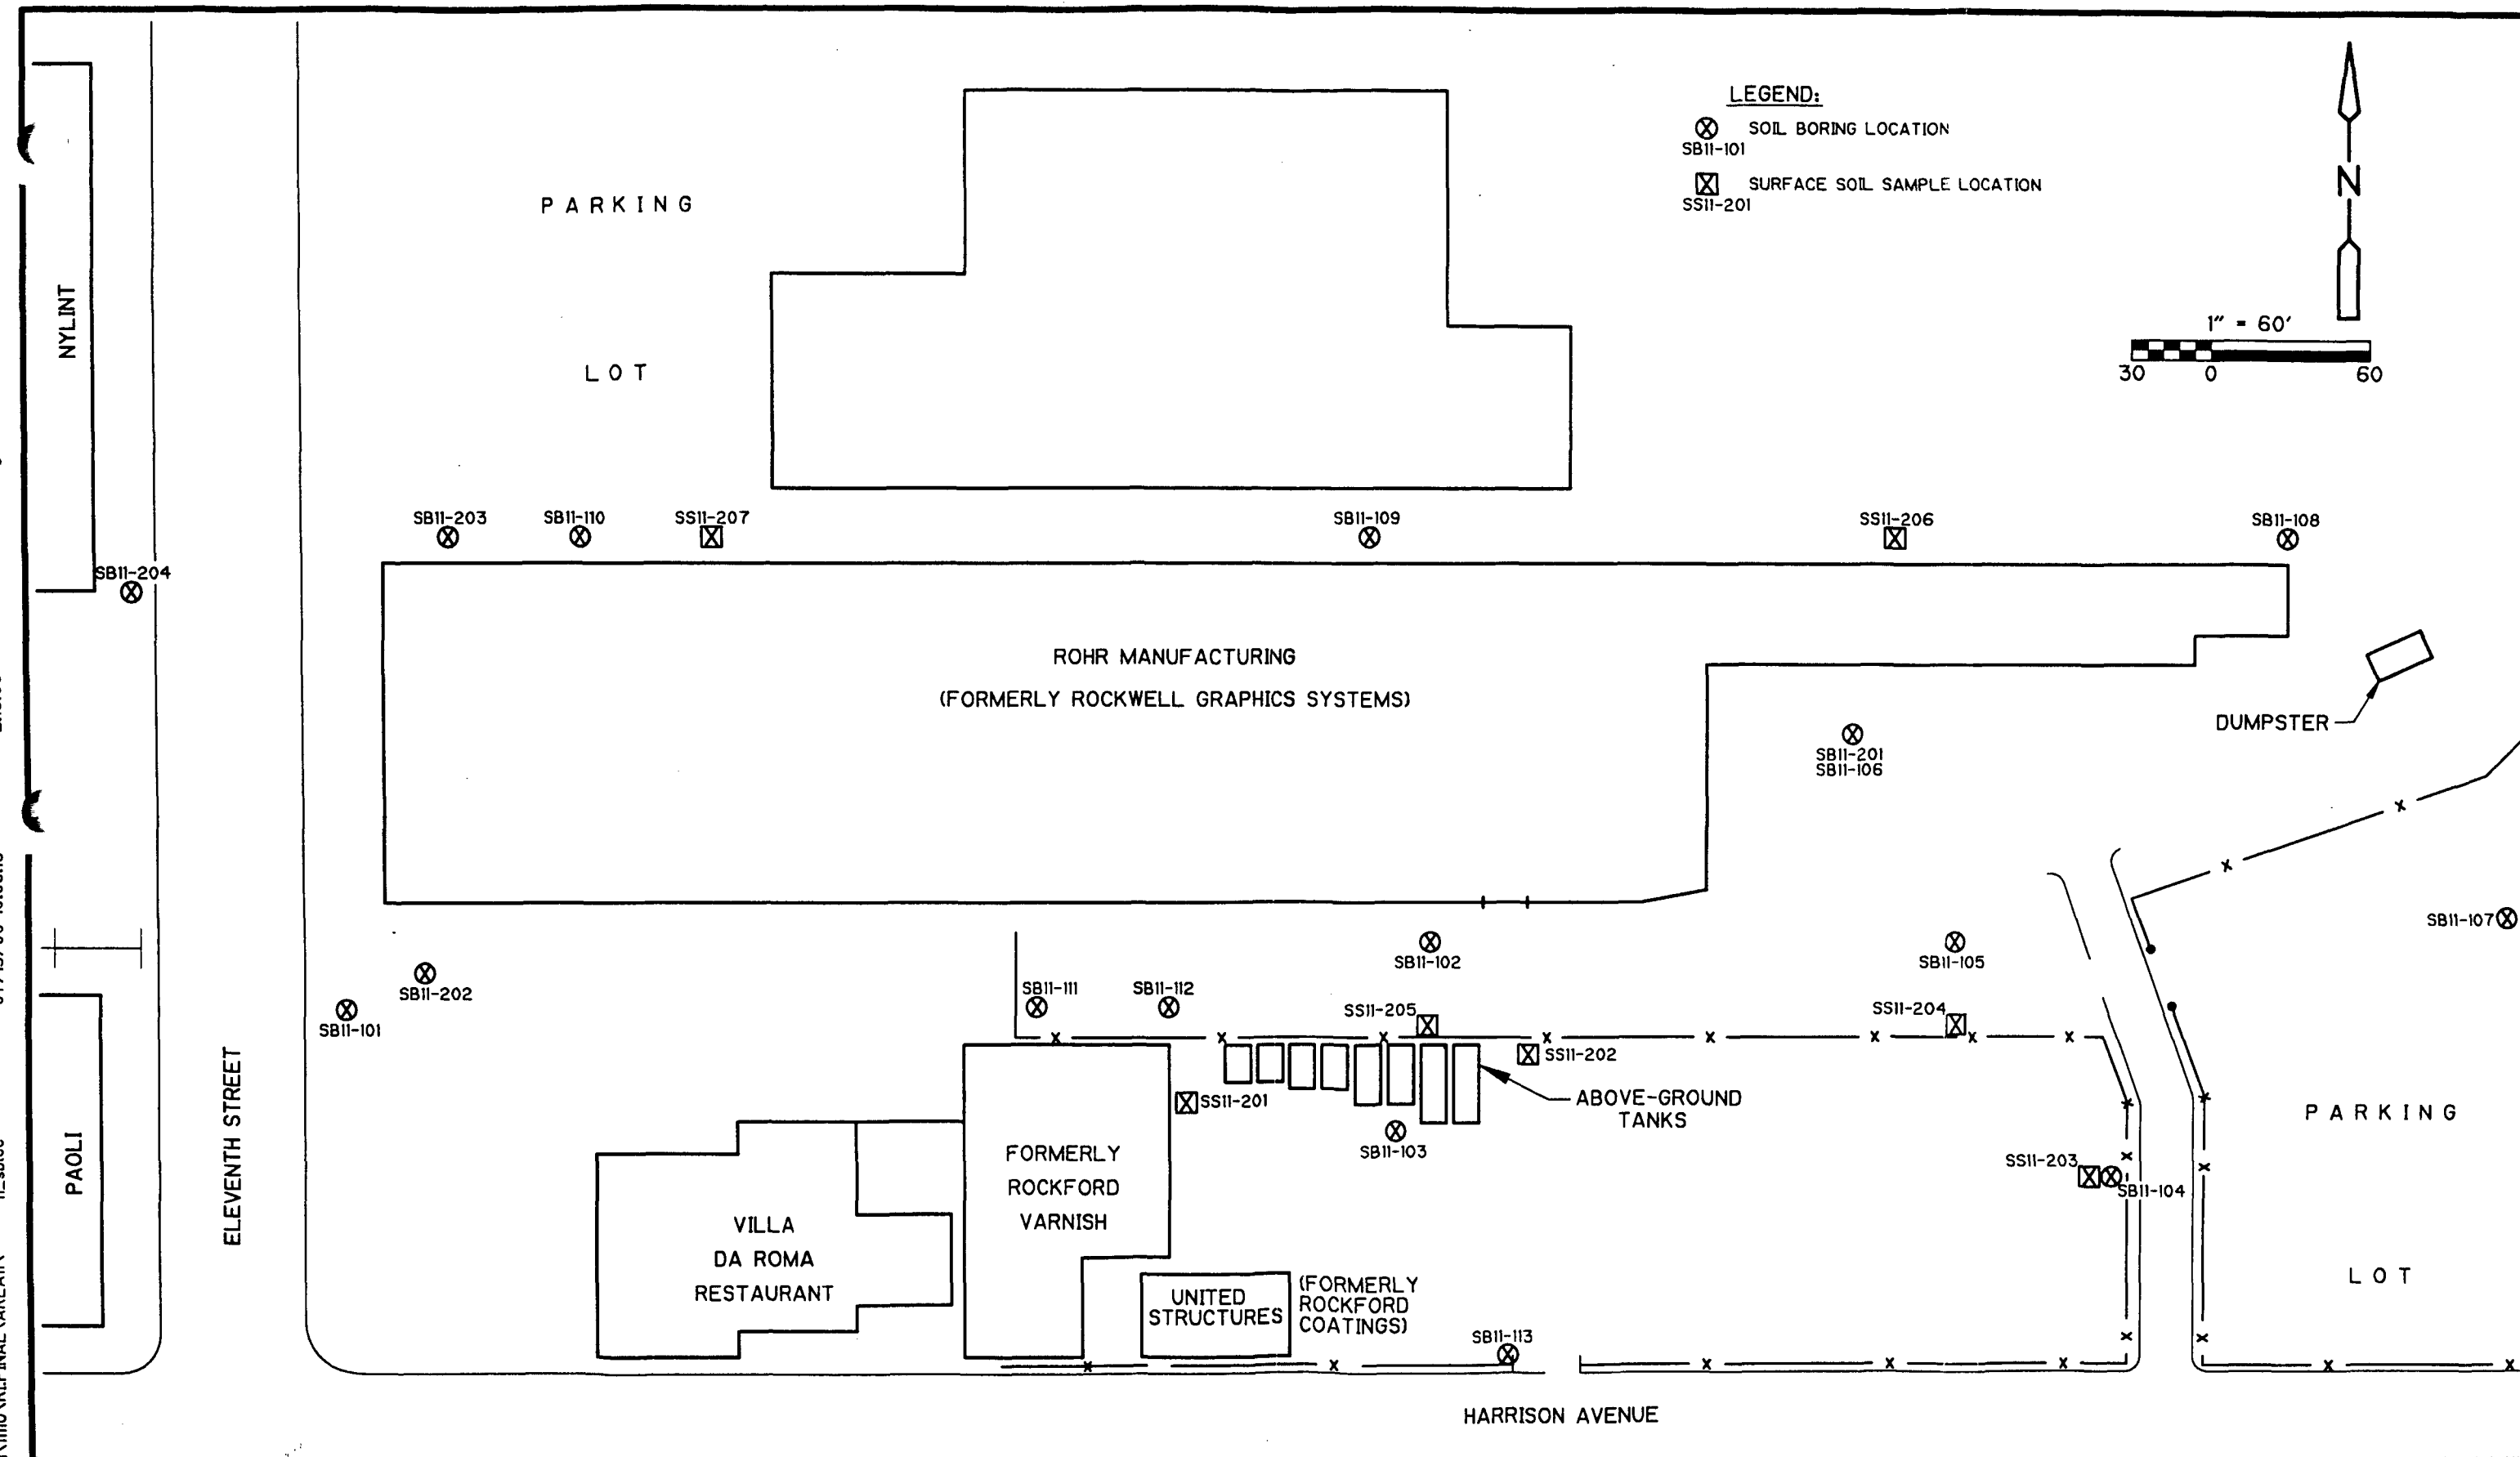 LEGEND:
SOIL BORING LOCATION
SB11-101
SURFACE SOIL SAMPLE LOCATION
SS11-201
N
1" = 60'
30 0 60
PARKING
LOT
NYLINT
SB11-203
SB11-110
SS11-207
SB11-109
SS11-206
SB11-108
SB11-204
ROHR MANUFACTURING
(FORMERLY ROCKWELL GRAPHICS SYSTEMS)
DUMPSTER
SB11-201
SB11-106
SB11-107
SB11-102
SB11-105
SB11-202
SB11-101
SB11-111
SB11-112
SS11-205
SS11-204
SS11-202
SS11-201
ABOVE-GROUND
TANKS
SB11-103
SS11-203
SB11-104
PARKING
LOT
ELEVENTH STREET
PAOLI
FORMERLY
ROCKFORD
VARNISH
VILLA
DA ROMA
RESTAURANT
UNITED
STRUCTURES
(FORMERLY
ROCKFORD
COATINGS)
SB11-113
HARRISON AVENUE